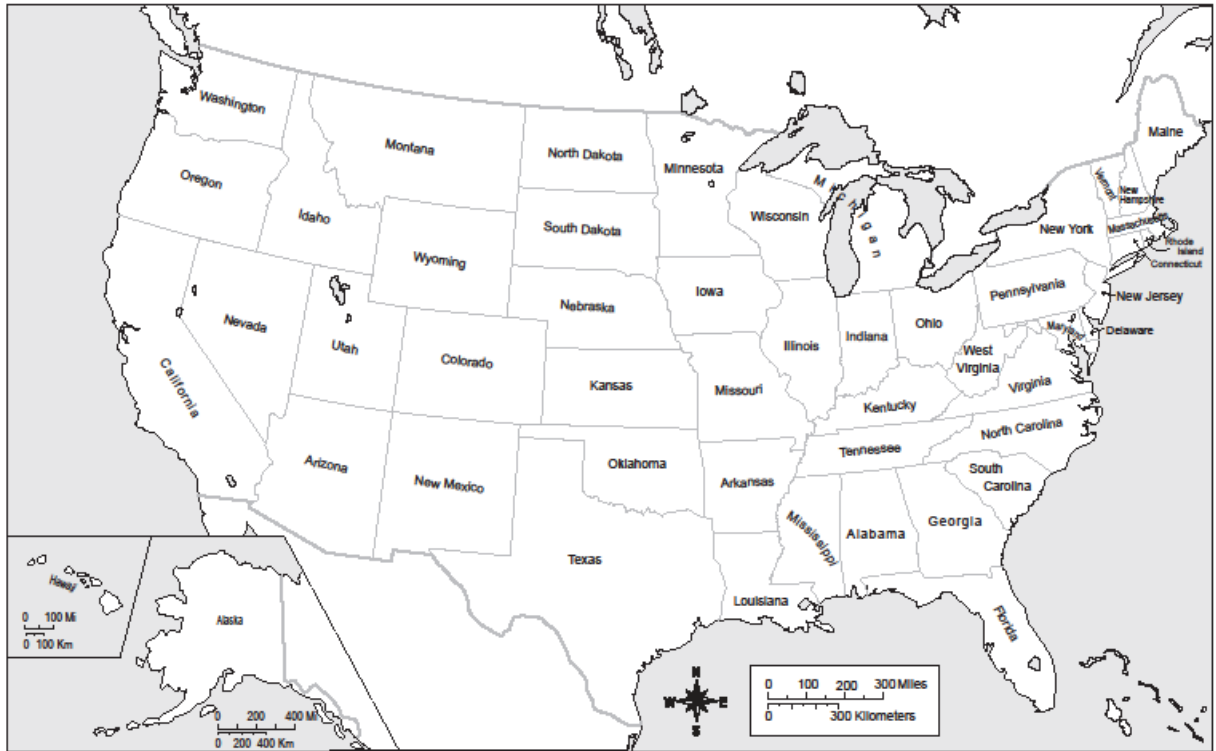 Washington
Montana
North Dakota
Minnesota
Maine
Oregon
Idaho
Michigan
Vermont
New
Hampshire
Wisconsin
South Dakota
Wyoming
New York
Massachusetts
Rhode
Island
Connecticut
Iowa
Nebraska
Pennsylvania
New Jersey
Nevada
Utah
Colorado
Illinois
Indiana
Ohio
Maryland
Delaware
West
Virginia
Virginia
California
Kansas
Missouri
Kentucky
North Carolina
Tennessee
Arizona
New Mexico
Oklahoma
Arkansas
South
Carolina
Mississippi
Alabama
Georgia
Texas
Louisiana
Florida
Hawaii
0 100 Mi
0 100 Km
Alaska
0 200 400 Mi
0 200 400 Km
N
W E
S
0 100 200 300 Miles
0 300 Kilometers